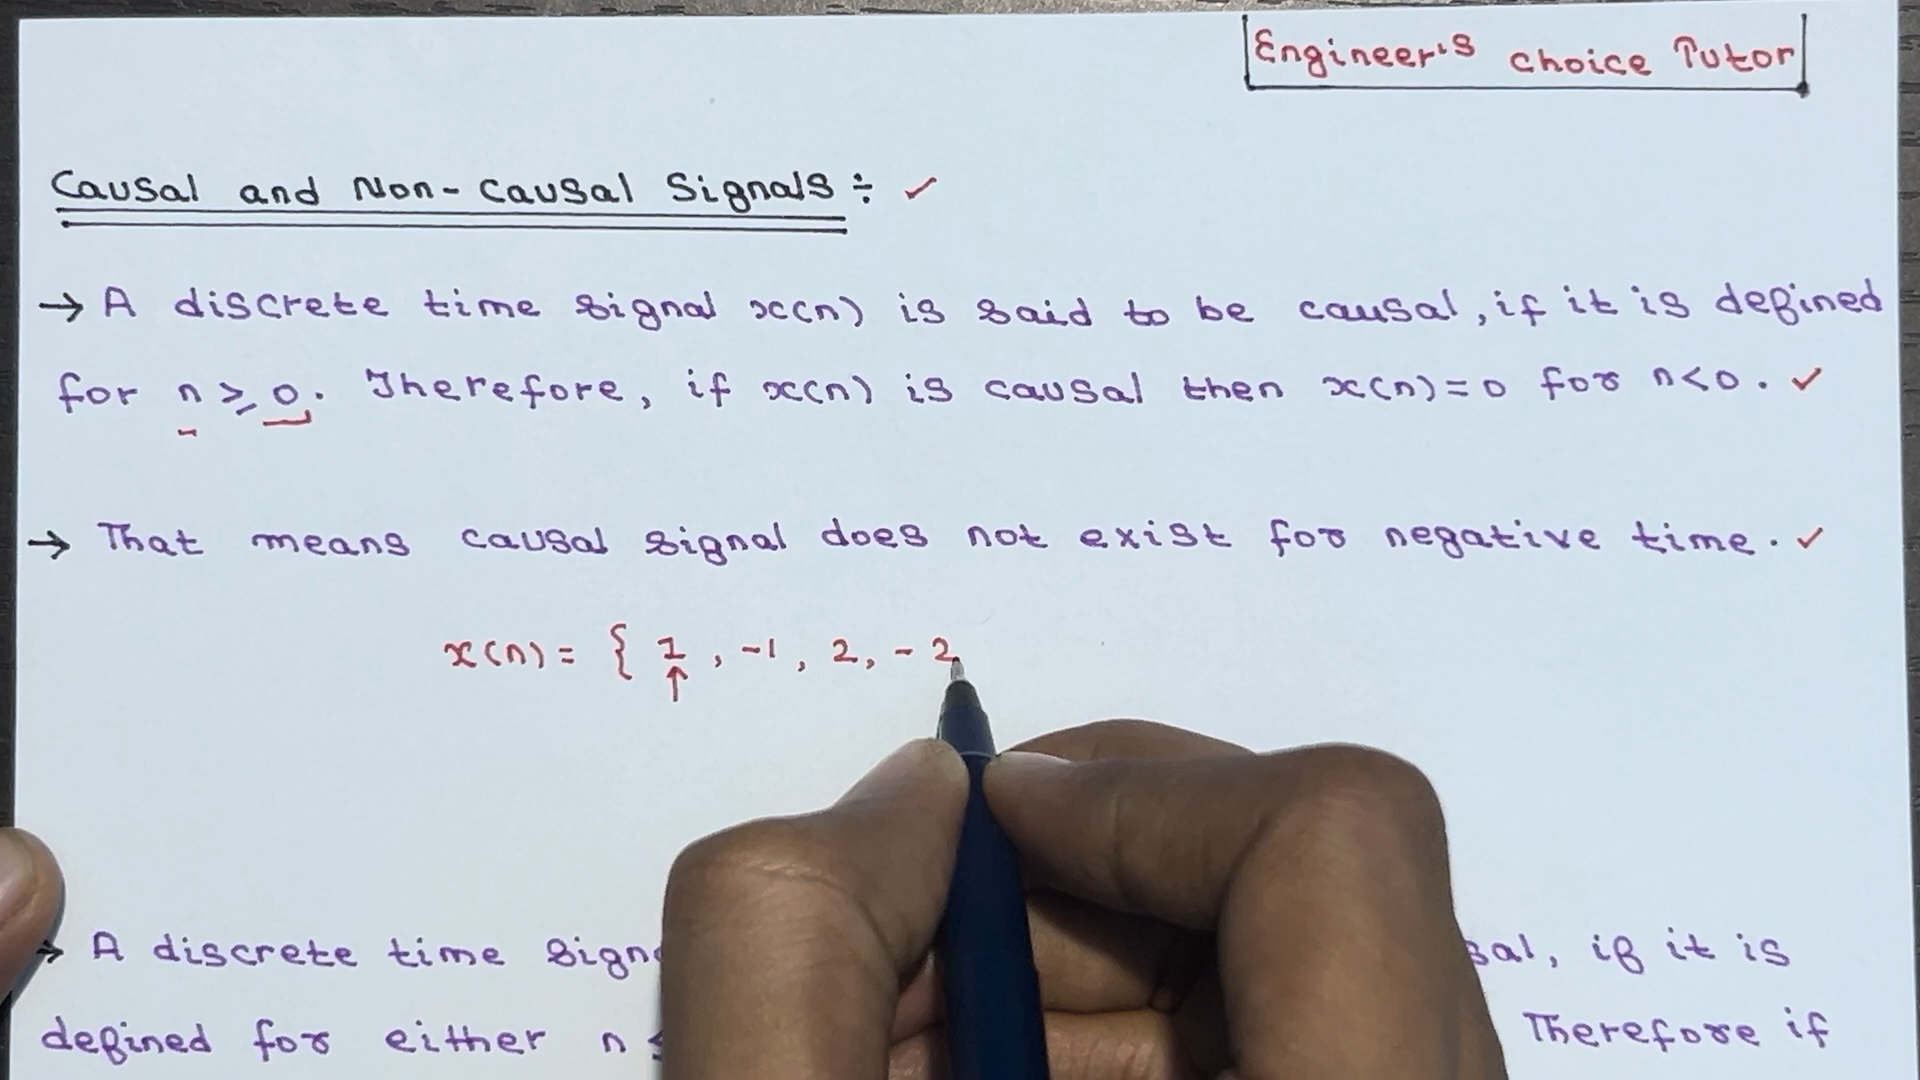 Engineer's choice Tutor
Causal and Non-Causal Signals ÷ ✓
→ A discrete time signal x(n) is said to be causal, if it is defined
for n ≥ 0. Therefore, if x(n) is causal then x(n)=0 for n<0. ✓
→ That means causal signal does not exist for negative time. ✓
x(n) = { 1 , -1 , 2, - 2
↑
→ A discrete time if it is
defined for either n Therefore if